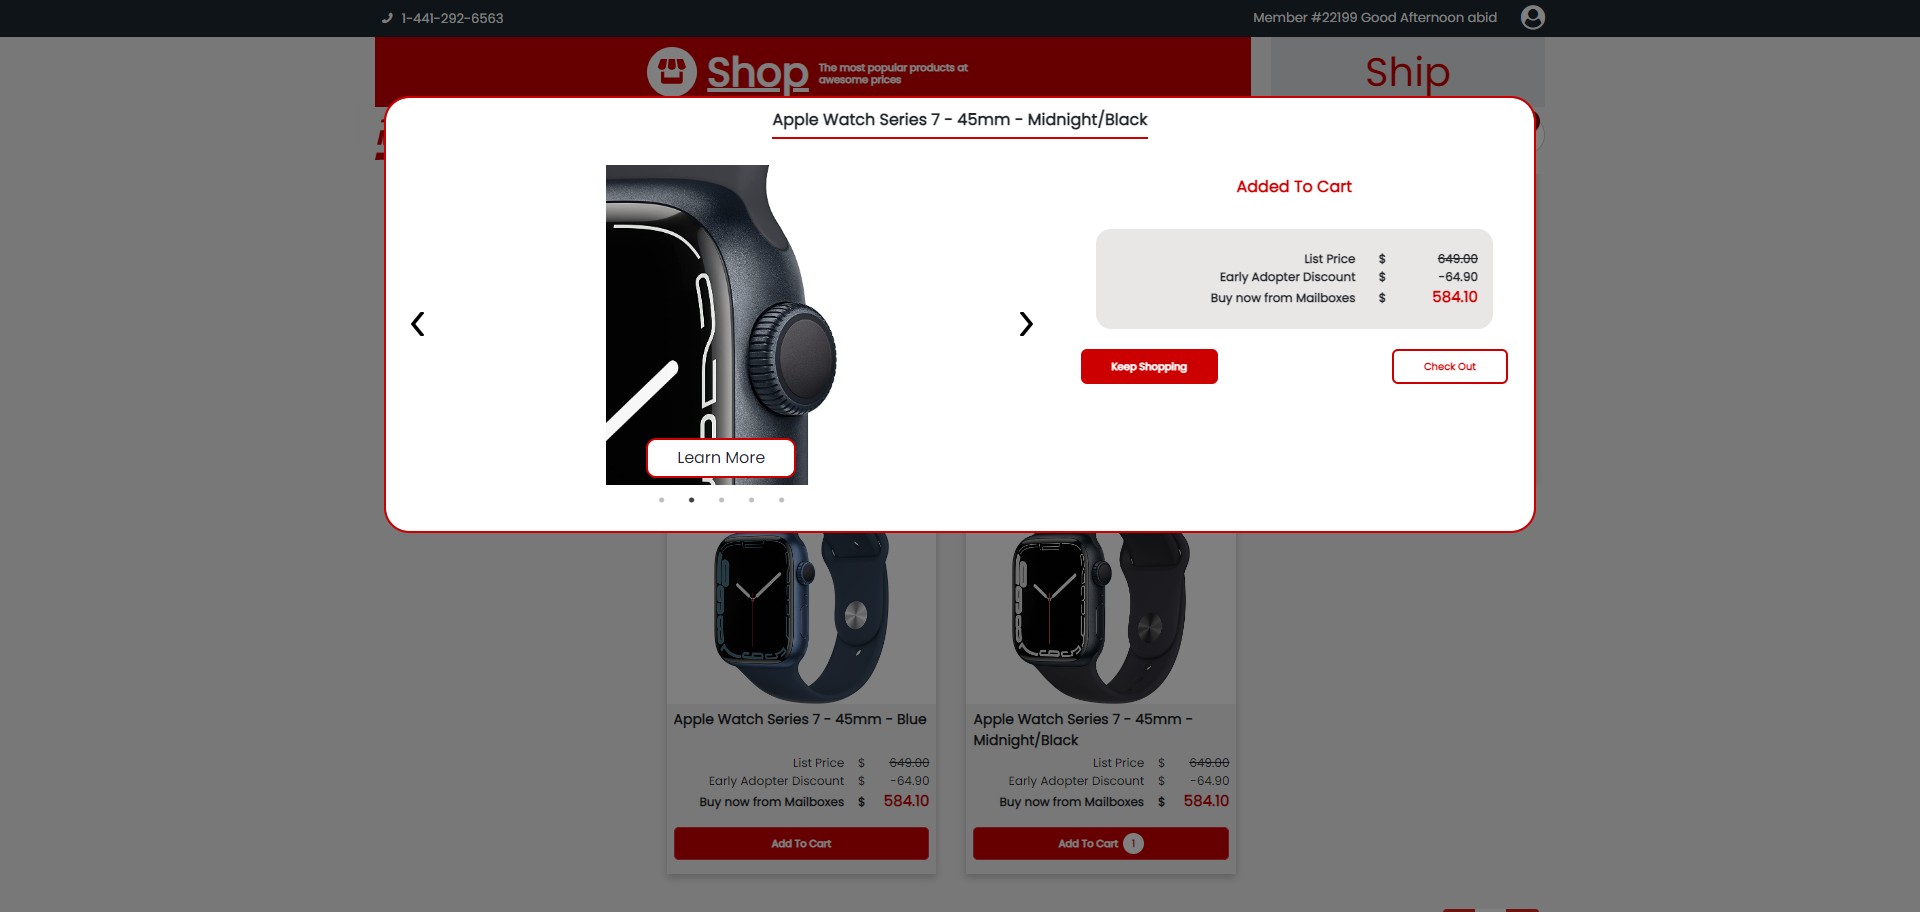 1-441-292-6563
Member #22199 Good Afternoon abid
Shop
The most popular products at
awesome prices
Ship
Apple Watch Series 7 - 45mm - Midnight/Black
Added To Cart
List Price $ 649.00
Early Adopter Discount $ -64.90
Buy now from Mailboxes $ 584.10
Keep Shopping
Check Out
Learn More
Apple Watch Series 7 - 45mm - Blue
List Price $ 649.00
Early Adopter Discount $ -64.90
Buy now from Mailboxes $ 584.10
Add To Cart
Apple Watch Series 7 - 45mm -
Midnight/Black
List Price $ 649.00
Early Adopter Discount $ -64.90
Buy now from Mailboxes $ 584.10
Add To Cart 1